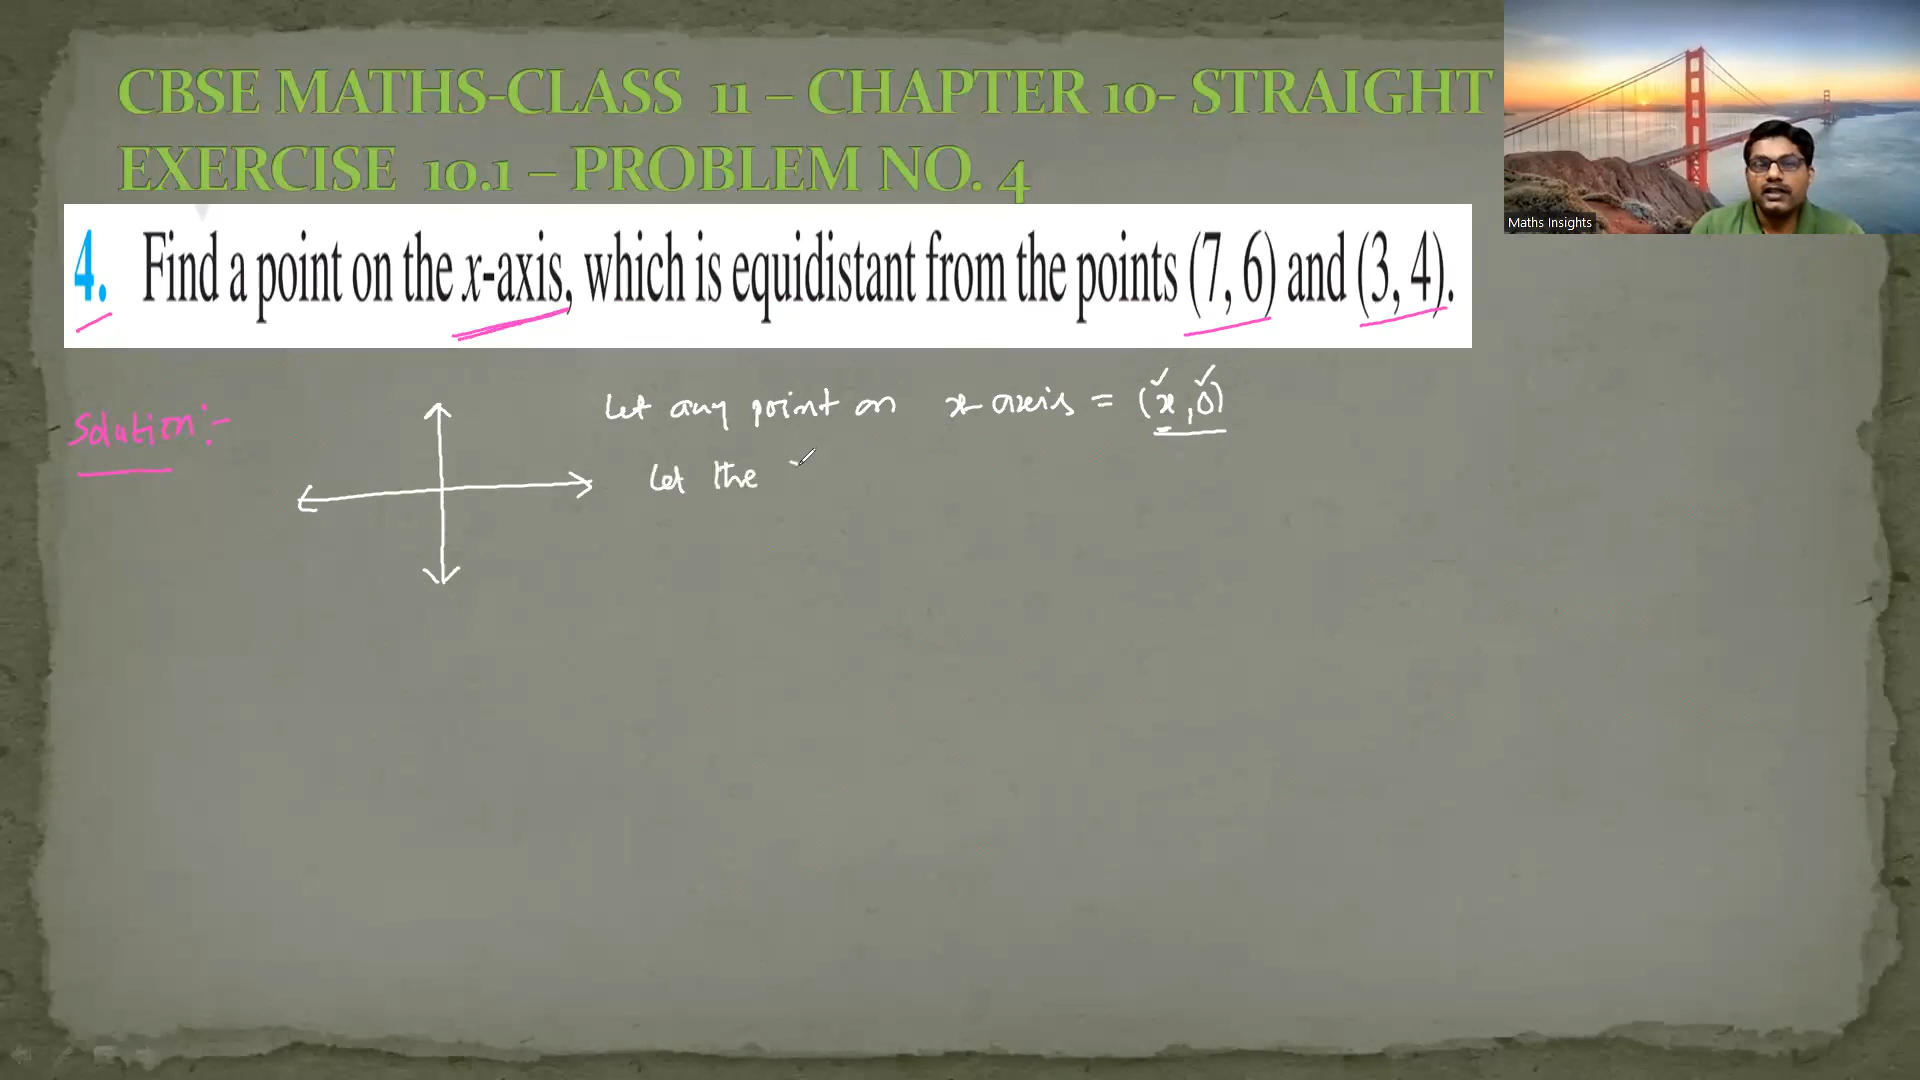 CBSE MATHS-CLASS 11 – CHAPTER 10- STRAIGHT
EXERCISE 10.1 – PROBLEM NO. 4
Maths Insights
4. Find a point on the x-axis, which is equidistant from the points (7, 6) and (3, 4).
Solution:-
Let any point on x-axis = (x, 0)
Let the